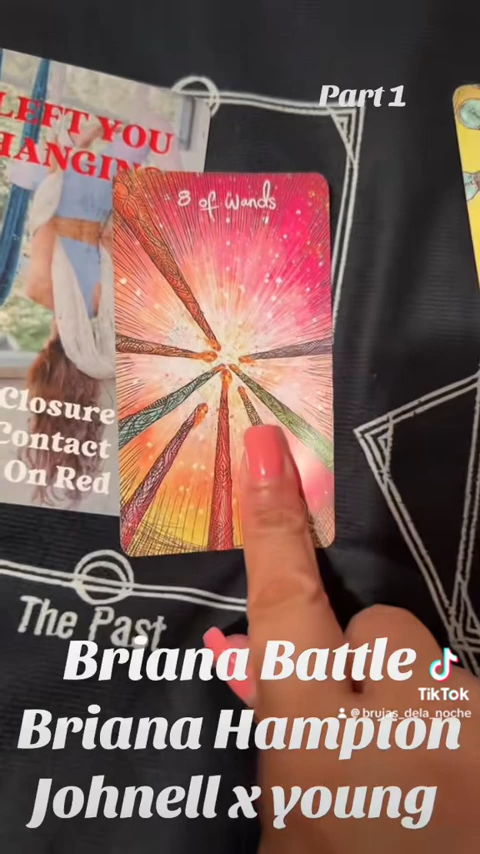 Part 1
LEFT YOU
HANGING
8 of wands
Closure
Contact
On Red
The Past
Briana Battle
TikTok
@brujas_dela_noche
Briana Hampton
Johnell x young